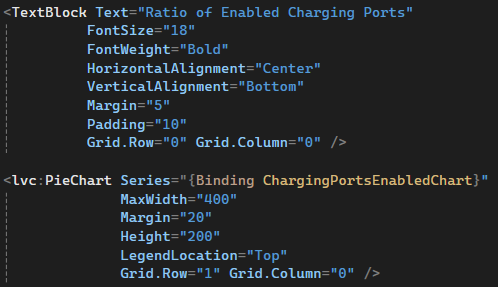 <TextBlock Text="Ratio of Enabled Charging Ports"
FontSize="18"
FontWeight="Bold"
HorizontalAlignment="Center"
VerticalAlignment="Bottom"
Margin="5"
Padding="10"
Grid.Row="0" Grid.Column="0" />
<lvc:PieChart Series="{Binding ChargingPortsEnabledChart}"
MaxWidth="400"
Margin="20"
Height="200"
LegendLocation="Top"
Grid.Row="1" Grid.Column="0" />